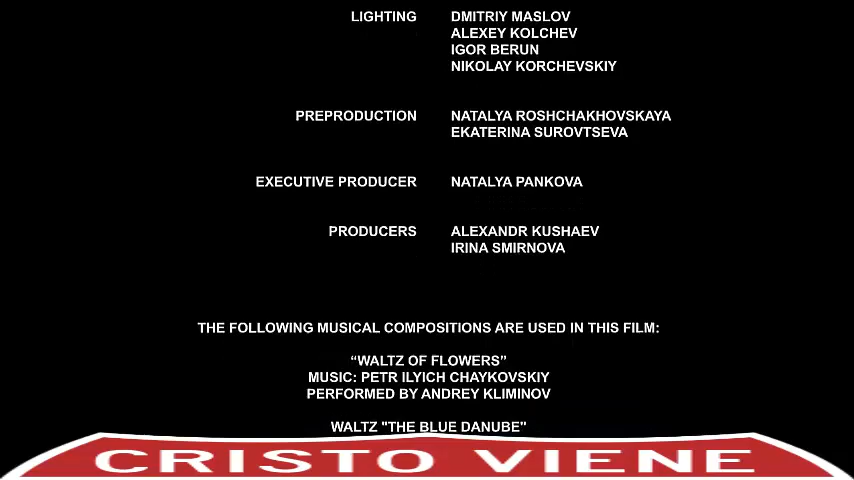 LIGHTING DMITRIY MASLOV
ALEXEY KOLCHEV
IGOR BERUN
NIKOLAY KORCHEVSKIY
PREPRODUCTION NATALYA ROSHCHAKHOVSKAYA
EKATERINA SUROVTSEVA
EXECUTIVE PRODUCER NATALYA PANKOVA
PRODUCERS ALEXANDR KUSHAEV
IRINA SMIRNOVA
THE FOLLOWING MUSICAL COMPOSITIONS ARE USED IN THIS FILM:
“WALTZ OF FLOWERS”
MUSIC: PETR ILYICH CHAYKOVSKIY
PERFORMED BY ANDREY KLIMINOV
WALTZ "THE BLUE DANUBE"
CRISTO VIENE